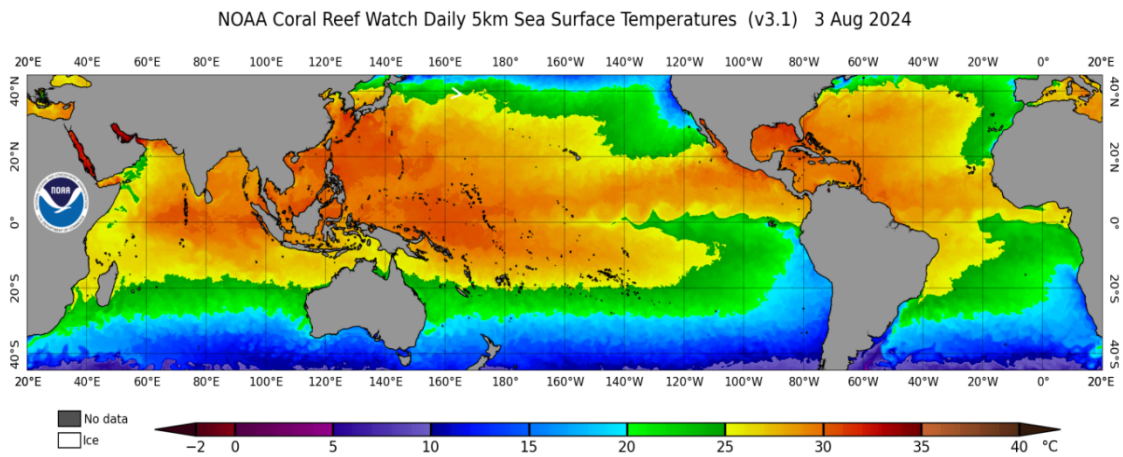 NOAA Coral Reef Watch Daily 5km Sea Surface Temperatures (v3.1) 3 Aug 2024
20°E 40°E 60°E 80°E 100°E 120°E 140°E 160°E 180° 160°W 140°W 120°W 100°W 80°W 60°W 40°W 20°W 0° 20°E
40°N 40°N
20°N 20°N
NOAA
0° 0°
20°S 20°S
40°S 40°S
20°E 40°E 60°E 80°E 100°E 120°E 140°E 160°E 180° 160°W 140°W 120°W 100°W 80°W 60°W 40°W 20°W 0° 20°E
No data
Ice
−2 0 5 10 15 20 25 30 35 40 °C